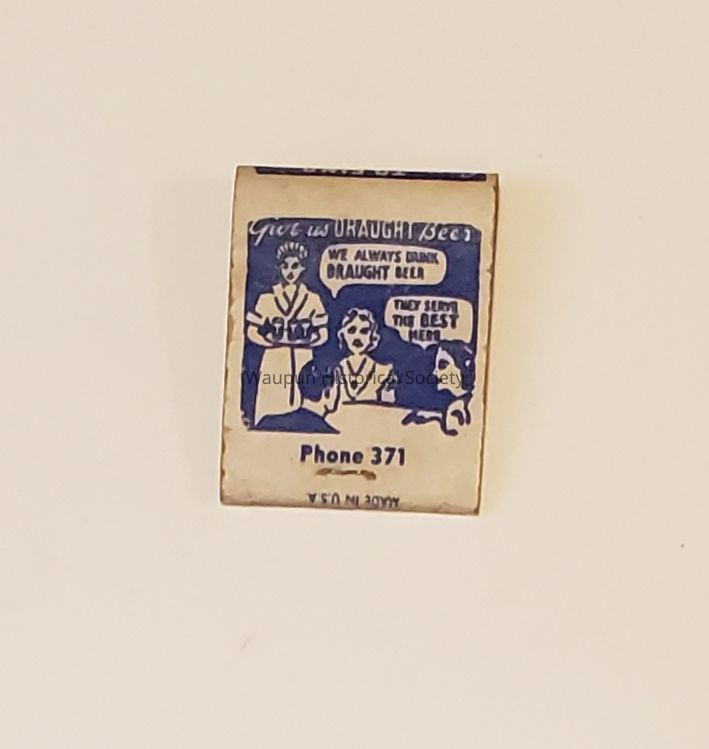 Give us DRAUGHT Beer
WE ALWAYS DRINK
DRAUGHT BEER
THEY SERVE
THE BEST
HERE
Waupun Historical Society
Phone 371
MADE IN U.S.A.